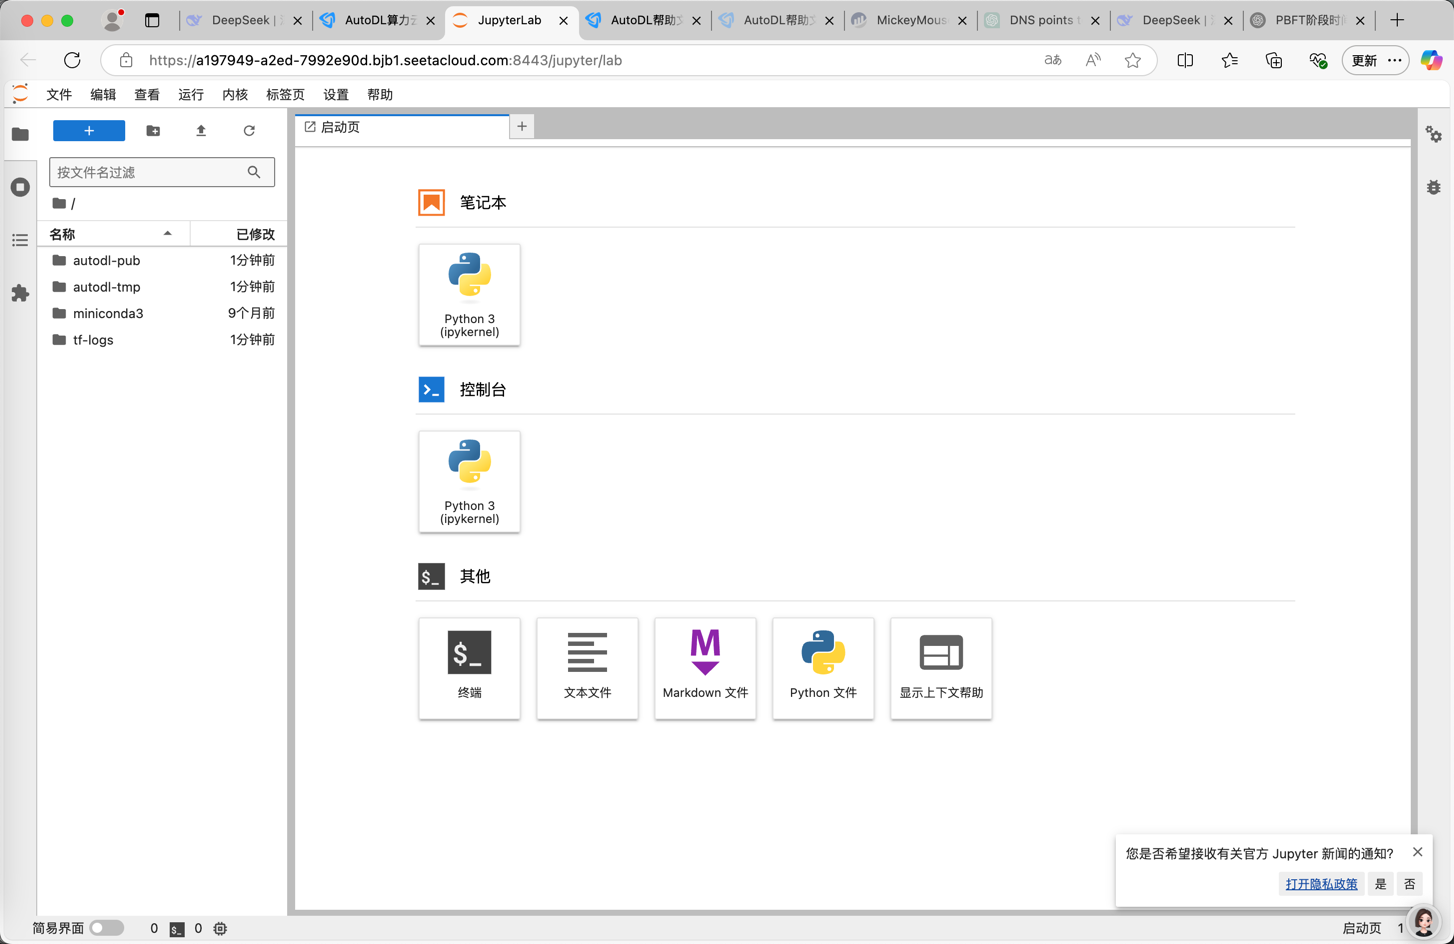 DeepSeek |
AutoDL算力云
JupyterLab
AutoDL帮助文
AutoDL帮助文
MickeyMous
DNS points t
DeepSeek |
PBFT阶段时间
https://a197949-a2ed-7992e90d.bjb1.seetacloud.com:8443/jupyter/lab
更新
文件 编辑 查看 运行 内核 标签页 设置 帮助
启动页
按文件名过滤
/
名称 已修改
autodl-pub 1分钟前
autodl-tmp 1分钟前
miniconda3 9个月前
tf-logs 1分钟前
笔记本
Python 3
(ipykernel)
控制台
Python 3
(ipykernel)
$_ 其他
$_
终端
文本文件
Markdown 文件
Python 文件
显示上下文帮助
您是否希望接收有关官方 Jupyter 新闻的通知?
打开隐私政策 是 否
简易界面 0 $_ 0
启动页 1